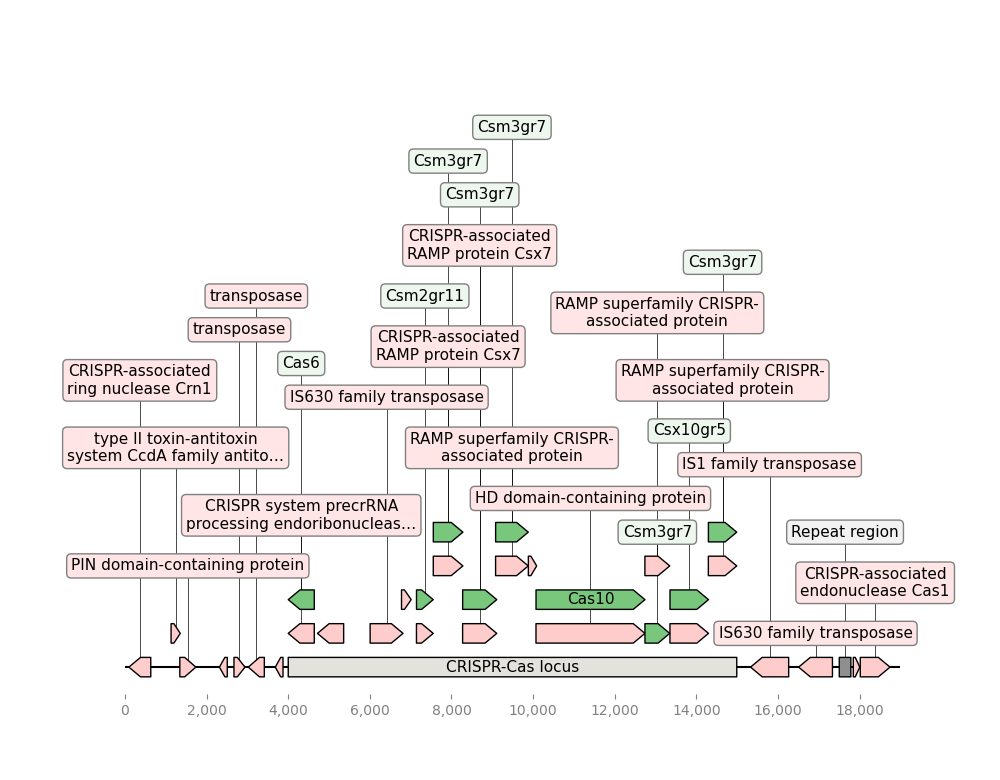 Csm3gr7
Csm3gr7
Csm3gr7
CRISPR-associated
RAMP protein Csx7
Csm3gr7
transposase
Csm2gr11
RAMP superfamily CRISPR-
associated protein
transposase
CRISPR-associated
RAMP protein Csx7
Cas6
CRISPR-associated
ring nuclease Crn1
RAMP superfamily CRISPR-
associated protein
IS630 family transposase
Csx10gr5
type II toxin-antitoxin
system CcdA family antito...
RAMP superfamily CRISPR-
associated protein
IS1 family transposase
HD domain-containing protein
CRISPR system precrRNA
processing endoribonucleas...
Csm3gr7
Repeat region
PIN domain-containing protein
CRISPR-associated
endonuclease Cas1
Cas10
IS630 family transposase
CRISPR-Cas locus
0 2,000 4,000 6,000 8,000 10,000 12,000 14,000 16,000 18,000